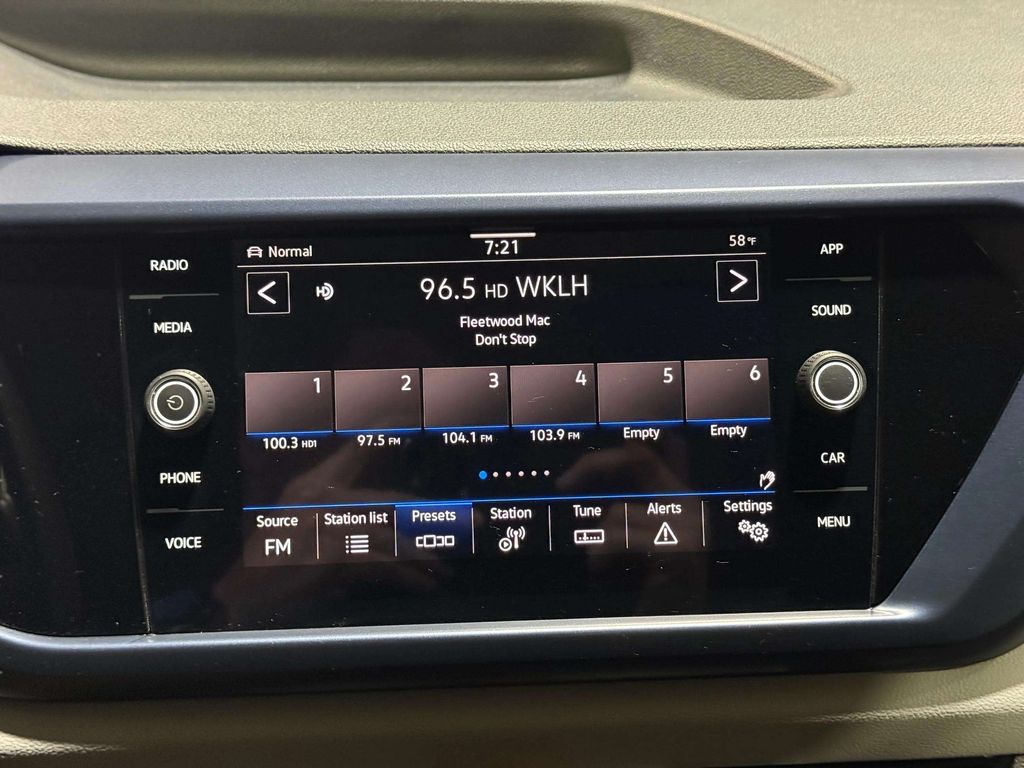 RADIO
MEDIA
PHONE
VOICE
Normal
7:21
58°F
<
HD
96.5 HD WKLH
>
Fleetwood Mac
Don't Stop
1
2
3
4
5
6
100.3 HD1
97.5 FM
104.1 FM
103.9 FM
Empty
Empty
Source
FM
Station list
Presets
Station
Tune
Alerts
Settings
APP
SOUND
CAR
MENU